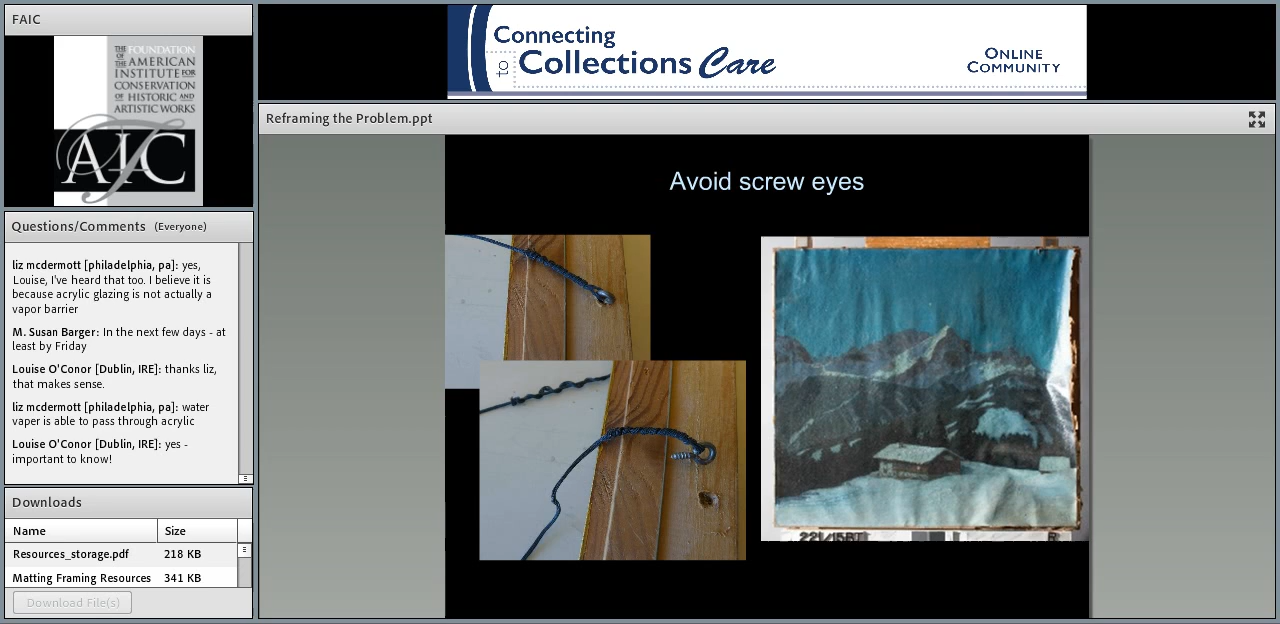 FAIC
THE FOUNDATION
OF THE AMERICAN
INSTITUTE FOR
CONSERVATION
OF HISTORIC AND
ARTISTIC WORKS
FAIC
Questions/Comments (Everyone)
liz mcdermott [philadelphia, pa]: yes,
Louise, I've heard that too. I believe it is
because acrylic glazing is not actually a
vapor barrier
M. Susan Barger: In the next few days - at
least by Friday
Louise O'Conor [Dublin, IRE]: thanks liz,
that makes sense.
liz mcdermott [philadelphia, pa]: water
vaper is able to pass through acrylic
Louise O'Conor [Dublin, IRE]: yes -
important to know!
Downloads
Name Size
Resources_storage.pdf 218 KB
Matting Framing Resources 341 KB
Download File(s)
Connecting
to Collections Care
ONLINE
COMMUNITY
Reframing the Problem.ppt
Avoid screw eyes